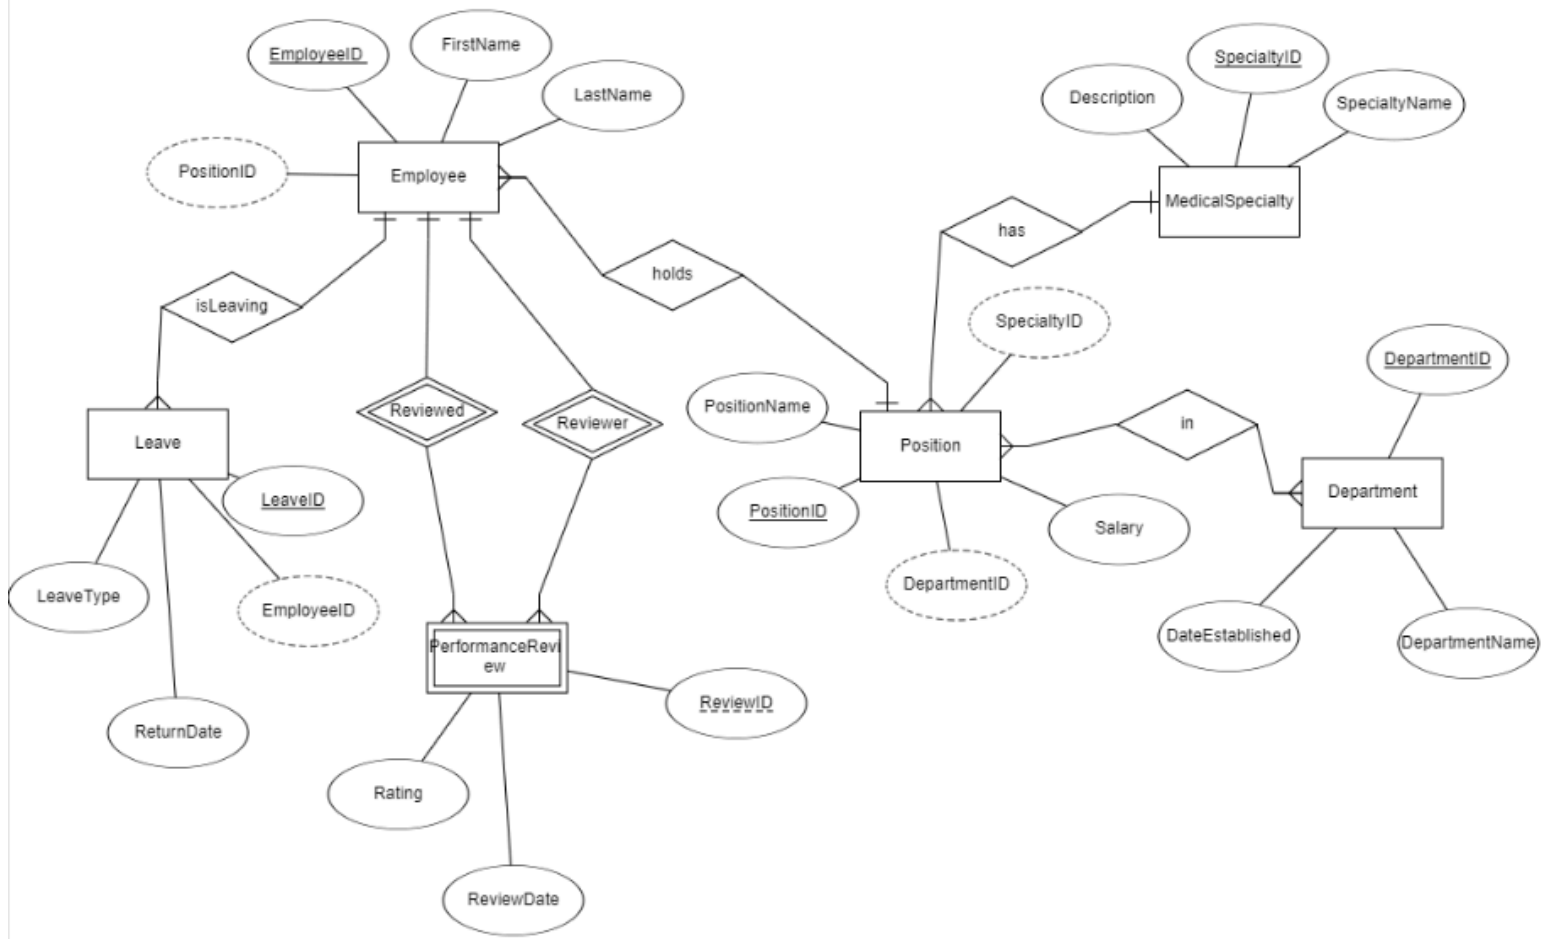 EmployeeID
FirstName
LastName
PositionID
Employee
SpecialtyID
Description
SpecialtyName
MedicalSpecialty
has
holds
isLeaving
SpecialtyID
DepartmentID
Reviewed
Reviewer
PositionName
in
Leave
Position
Department
LeaveID
PositionID
Salary
DepartmentID
LeaveType
EmployeeID
DateEstablished
DepartmentName
PerformanceRevi
ew
ReviewID
ReturnDate
Rating
ReviewDate